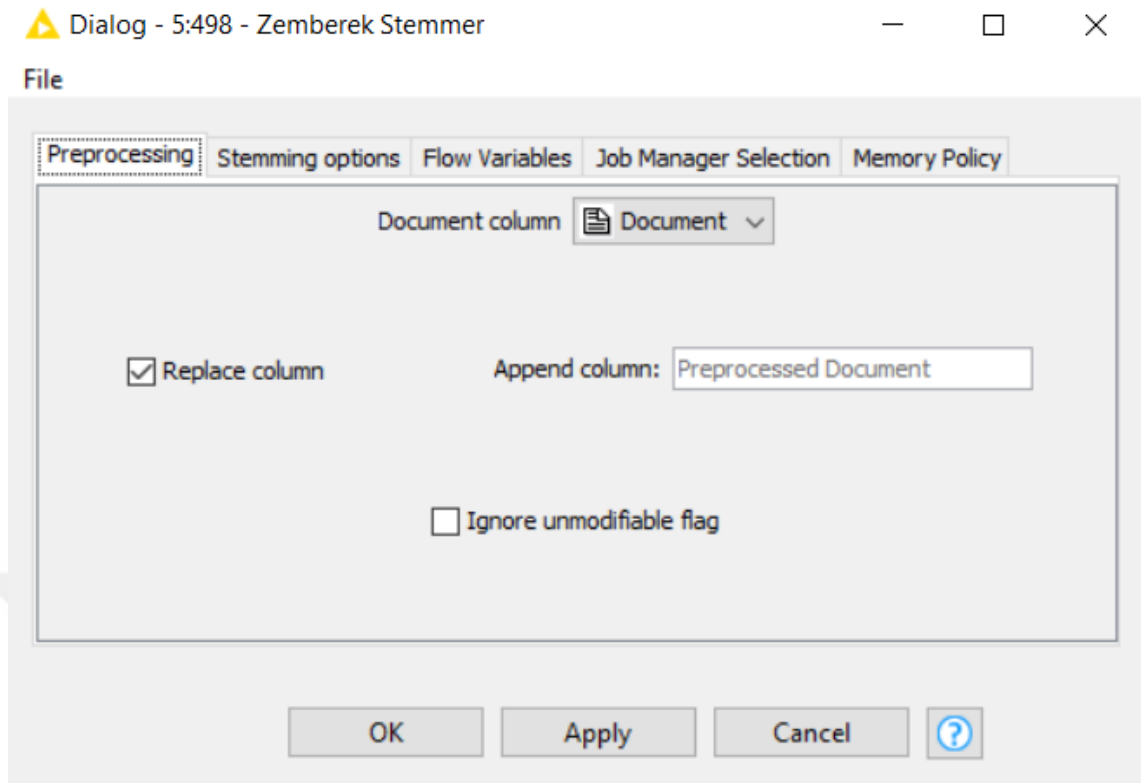 Dialog - 5:498 - Zemberek Stemmer
File
Preprocessing Stemming options Flow Variables Job Manager Selection Memory Policy
Document column Document
Replace column Append column: Preprocessed Document
Ignore unmodifiable flag
OK Apply Cancel ?